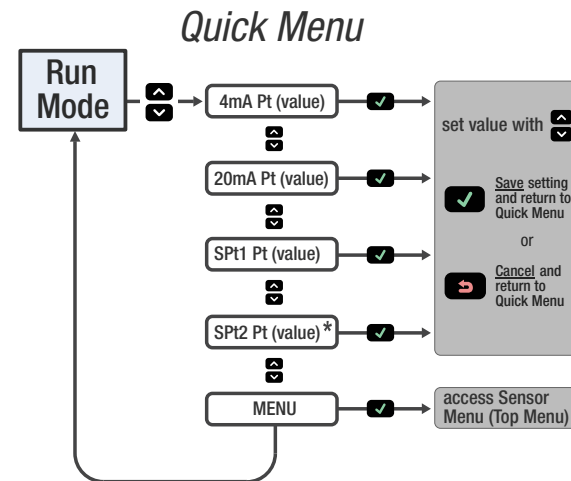 Quick Menu
Run
Mode
4mA Pt (value)
20mA Pt (value)
SPt1 Pt (value)
SPt2 Pt (value)*
MENU
set value with
Save setting
and return to
Quick Menu
or
Cancel and
return to
Quick Menu
access Sensor
Menu (Top Menu)